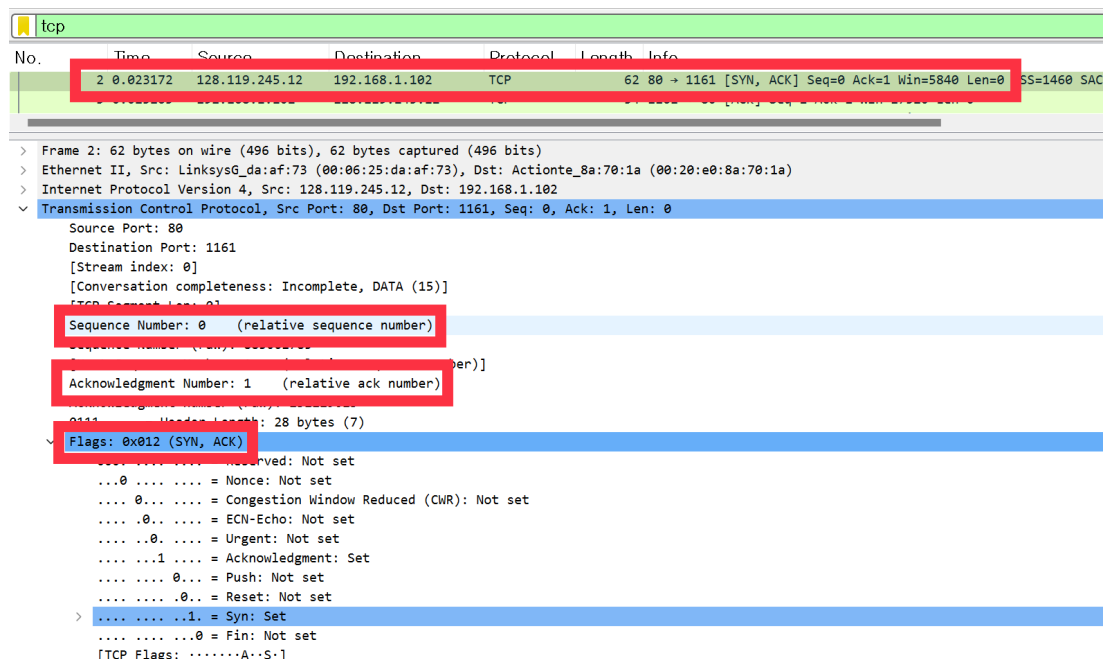 tcp
No. Time Source Destination Protocol Length Info
2 0.023172 128.119.245.12 192.168.1.102 TCP 62 80 → 1161 [SYN, ACK] Seq=0 Ack=1 Win=5840 Len=0 SS=1460 SAC
Frame 2: 62 bytes on wire (496 bits), 62 bytes captured (496 bits)
Ethernet II, Src: LinksysG_da:af:73 (00:06:25:da:af:73), Dst: Actionte_8a:70:1a (00:20:e0:8a:70:1a)
Internet Protocol Version 4, Src: 128.119.245.12, Dst: 192.168.1.102
Transmission Control Protocol, Src Port: 80, Dst Port: 1161, Seq: 0, Ack: 1, Len: 0
Source Port: 80
Destination Port: 1161
[Stream index: 0]
[Conversation completeness: Incomplete, DATA (15)]
[TCP Segment Len: 0]
Sequence Number: 0 (relative sequence number)
Acknowledgment Number: 1 (relative ack number)
Header Length: 28 bytes (7)
Flags: 0x012 (SYN, ACK)
Reserved: Not set
...0 .... .... = Nonce: Not set
.... 0... .... = Congestion Window Reduced (CWR): Not set
.... .0.. .... = ECN-Echo: Not set
.... ..0. .... = Urgent: Not set
.... ...1 .... = Acknowledgment: Set
.... .... 0... = Push: Not set
.... .... .0.. = Reset: Not set
.... .... ..1. = Syn: Set
.... .... ...0 = Fin: Not set
[TCP Flags: ·······A··S·]